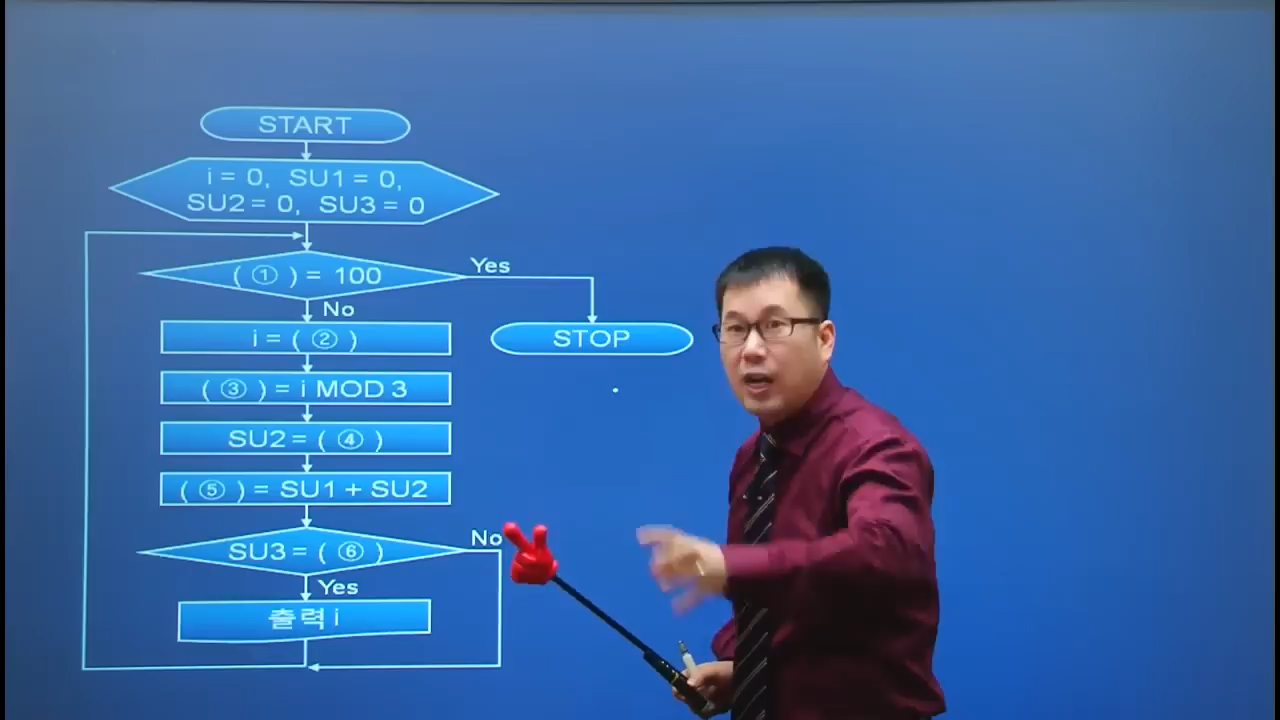 START
i = 0, SU1 = 0,
SU2 = 0, SU3 = 0
( ① ) = 100
Yes
No
i = ( ② )
STOP
( ③ ) = i MOD 3
SU2 = ( ④ )
( ⑤ ) = SU1 + SU2
SU3 = ( ⑥ )
No
Yes
출력 i